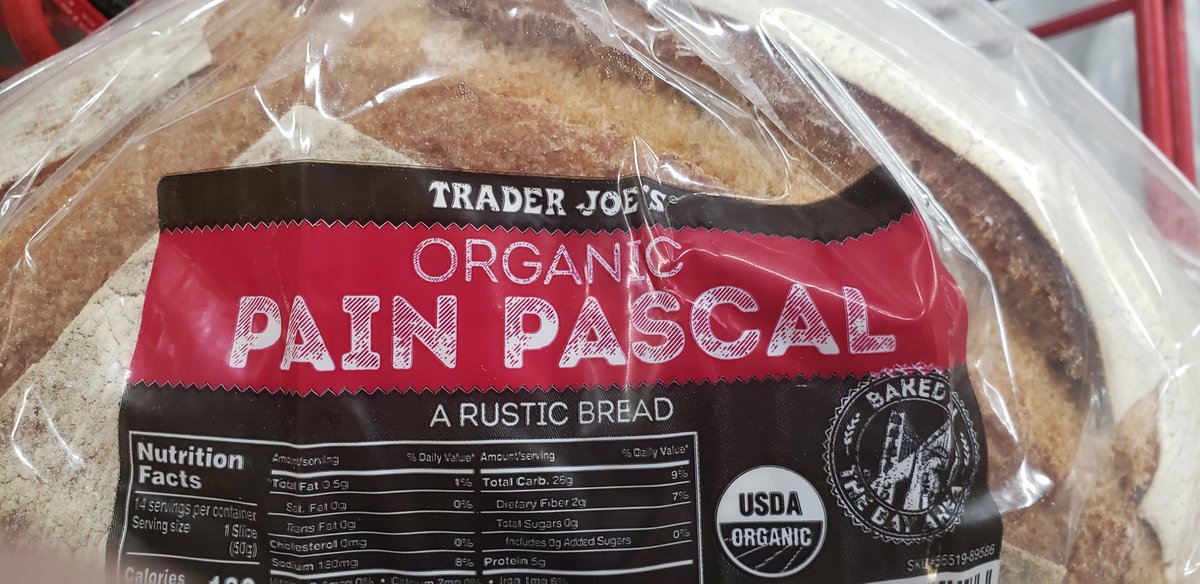 TRADER JOE'S
ORGANIC
PAIN PASCAL
A RUSTIC BREAD
Nutrition
Facts
14 servings per container
Serving size 1 Slice
(50g)
Calories
Amount/serving % Daily Value*
Total Fat 0.5g 1%
Sat. Fat 0g 0%
Trans Fat 0g
Cholesterol 0mg 0%
Sodium 180mg 8%
Amount/serving % Daily Value*
Total Carb. 26g 9%
Dietary Fiber 2g 7%
Total Sugars 0g
Includes 0g Added Sugars 0%
Protein 5g
USDA
ORGANIC
BAKED
THE BAY AREA